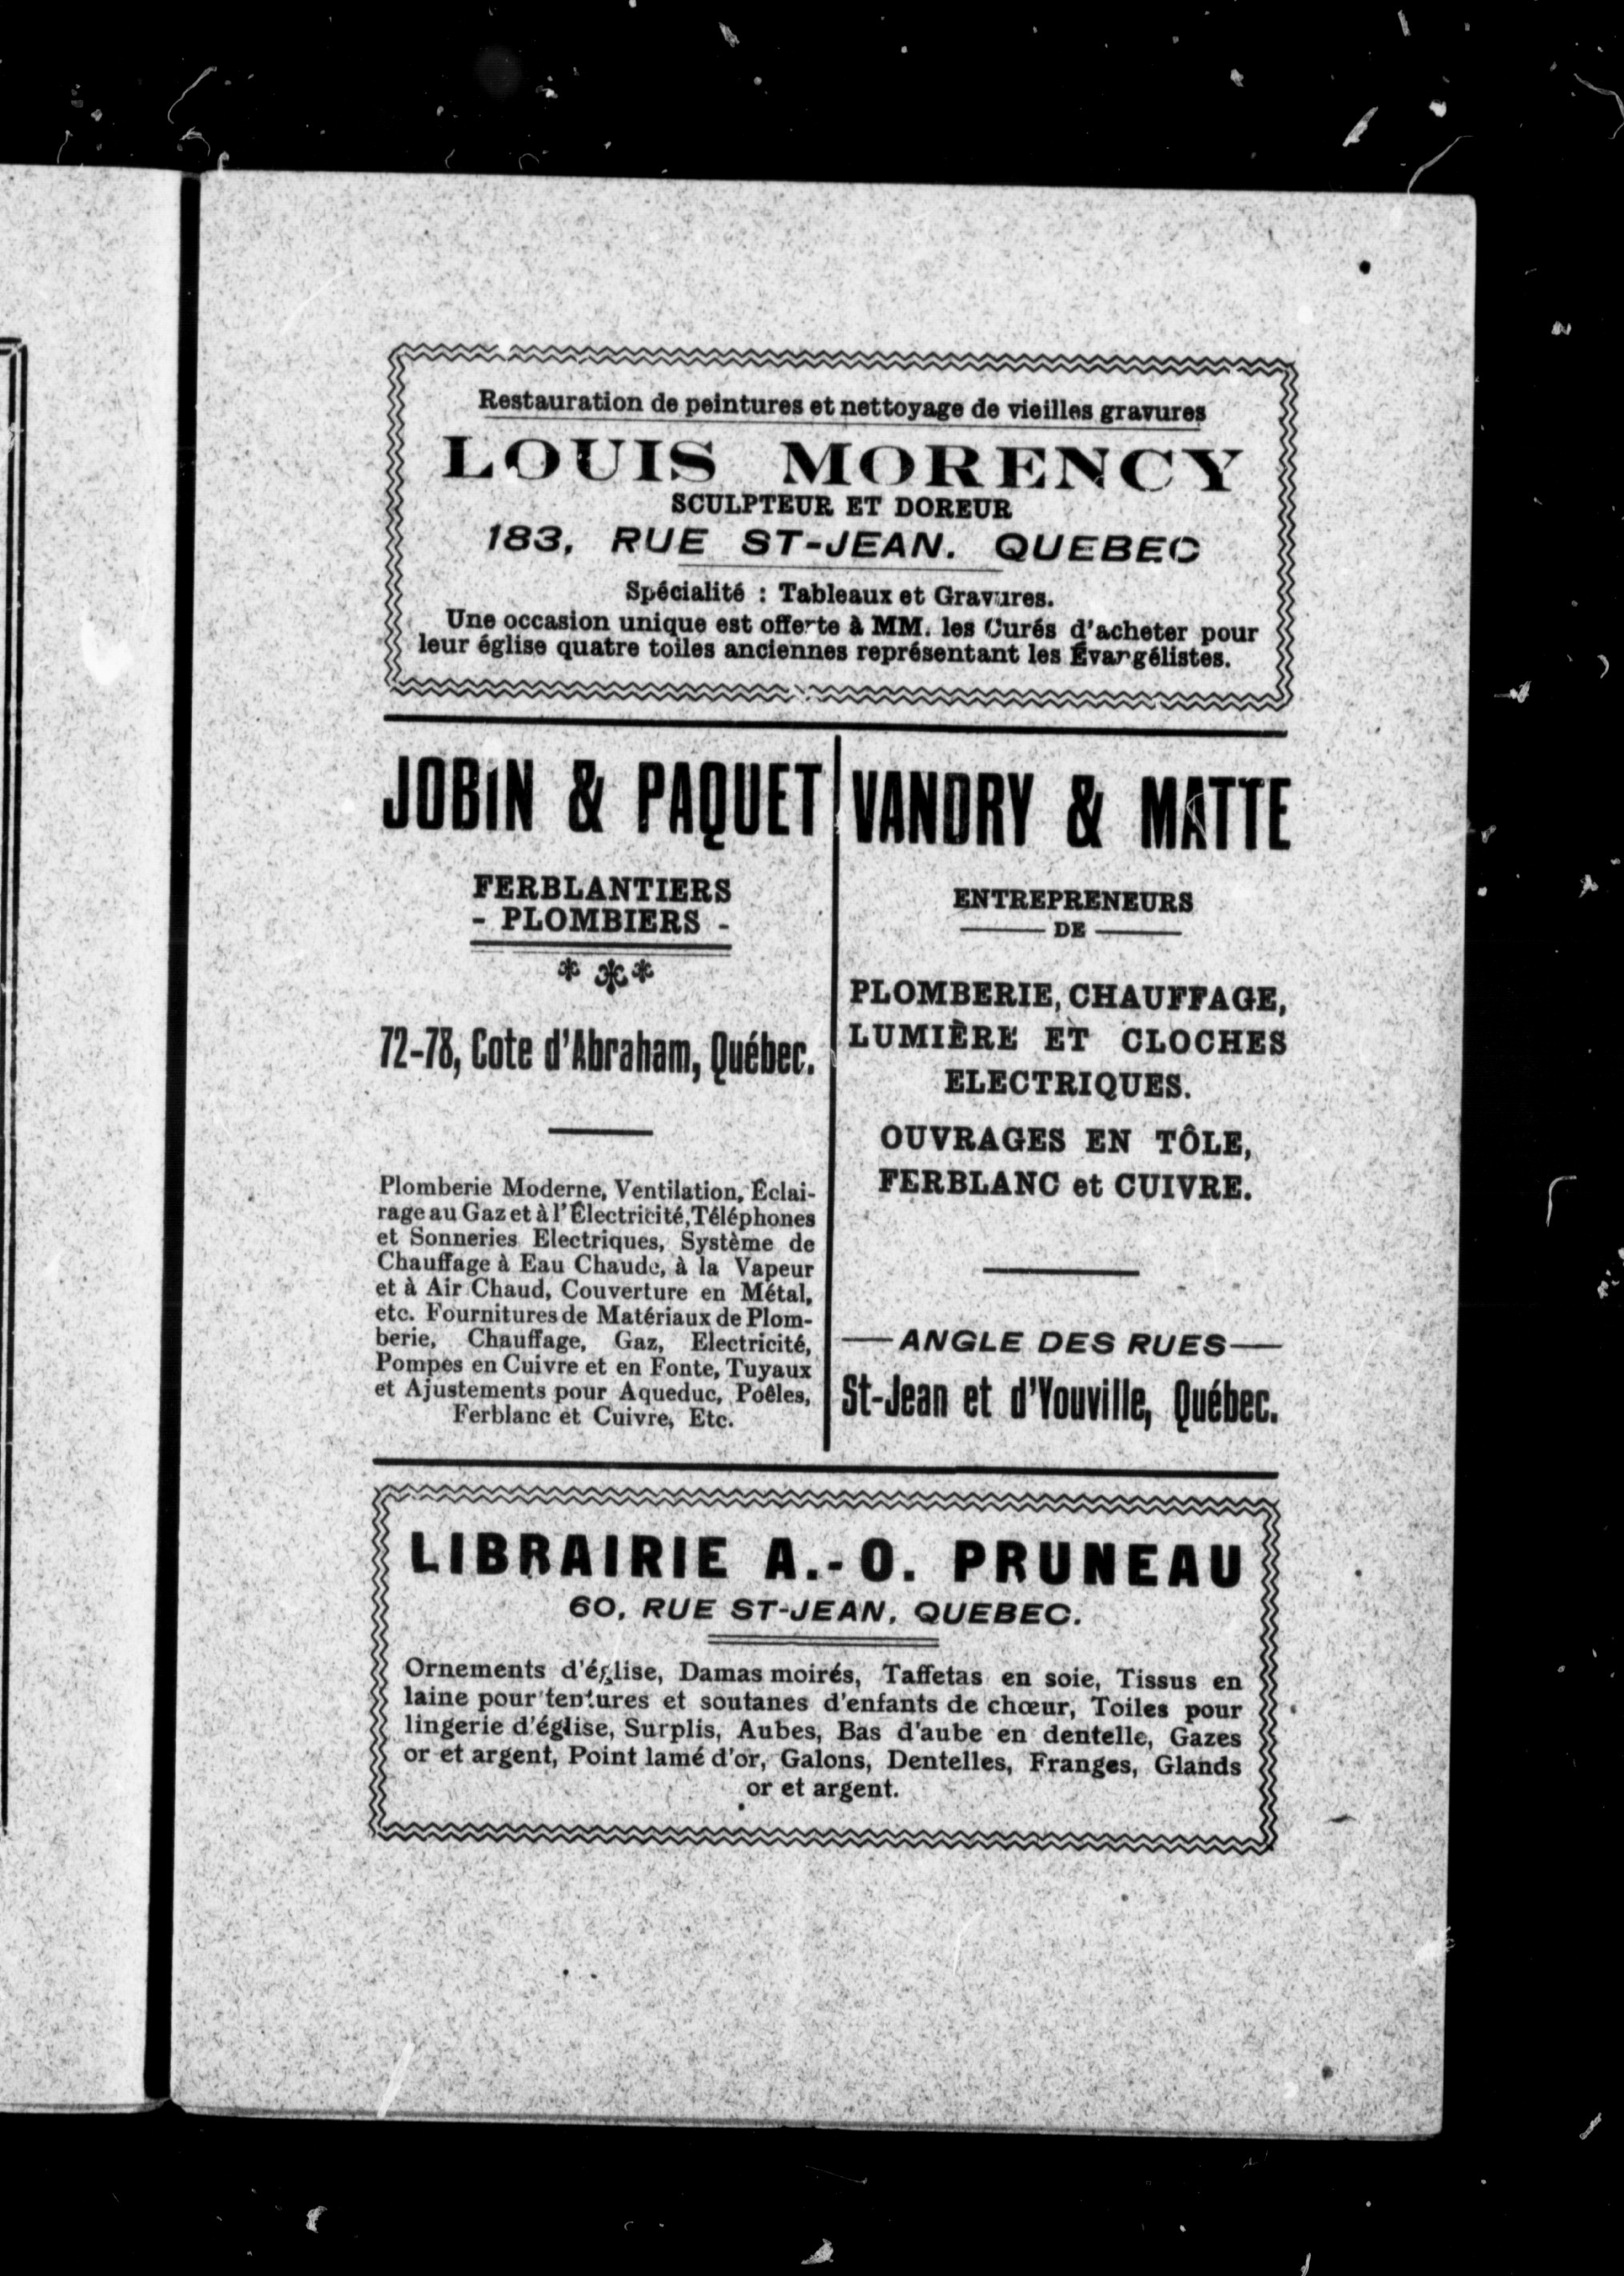 Restauration de peintures et nettoyage de vieilles gravures
LOUIS MORENCY
SCULPTEUR ET DOREUR
183, RUE ST-JEAN. QUEBEC
Spécialité : Tableaux et Gravures.
Une occasion unique est offerte à MM. les Curés d'acheter pour
leur église quatre toiles anciennes représentant les Évargélistes.
JOBIN & PAQUET
FERBLANTIERS
- PLOMBIERS -
72-78, Cote d'Abraham, Québec.
Plomberie Moderne, Ventilation, Éclai-
rage au Gaz et à l'Électricité, Téléphones
et Sonneries Electriques, Système de
Chauffage à Eau Chaude, à la Vapeur
et à Air Chaud, Couverture en Métal,
etc. Fournitures de Matériaux de Plom-
berie, Chauffage, Gaz, Electricité,
Pompes en Cuivre et en Fonte, Tuyaux
et Ajustements pour Aqueduc, Poêles,
Ferblanc et Cuivre, Etc.
VANDRY & MATTE
ENTREPRENEURS
DE
PLOMBERIE, CHAUFFAGE,
LUMIÈRE ET CLOCHES
ELECTRIQUES.
OUVRAGES EN TÔLE,
FERBLANC et CUIVRE.
— ANGLE DES RUES —
St-Jean et d'Youville, Québec.
LIBRAIRIE A.-O. PRUNEAU
60, RUE ST-JEAN, QUEBEC.
Ornements d'église, Damas moirés, Taffetas en soie, Tissus en
laine pour tentures et soutanes d'enfants de chœur, Toiles pour
lingerie d'église, Surplis, Aubes, Bas d'aube en dentelle, Gazes
or et argent, Point lamé d'or, Galons, Dentelles, Franges, Glands
or et argent.